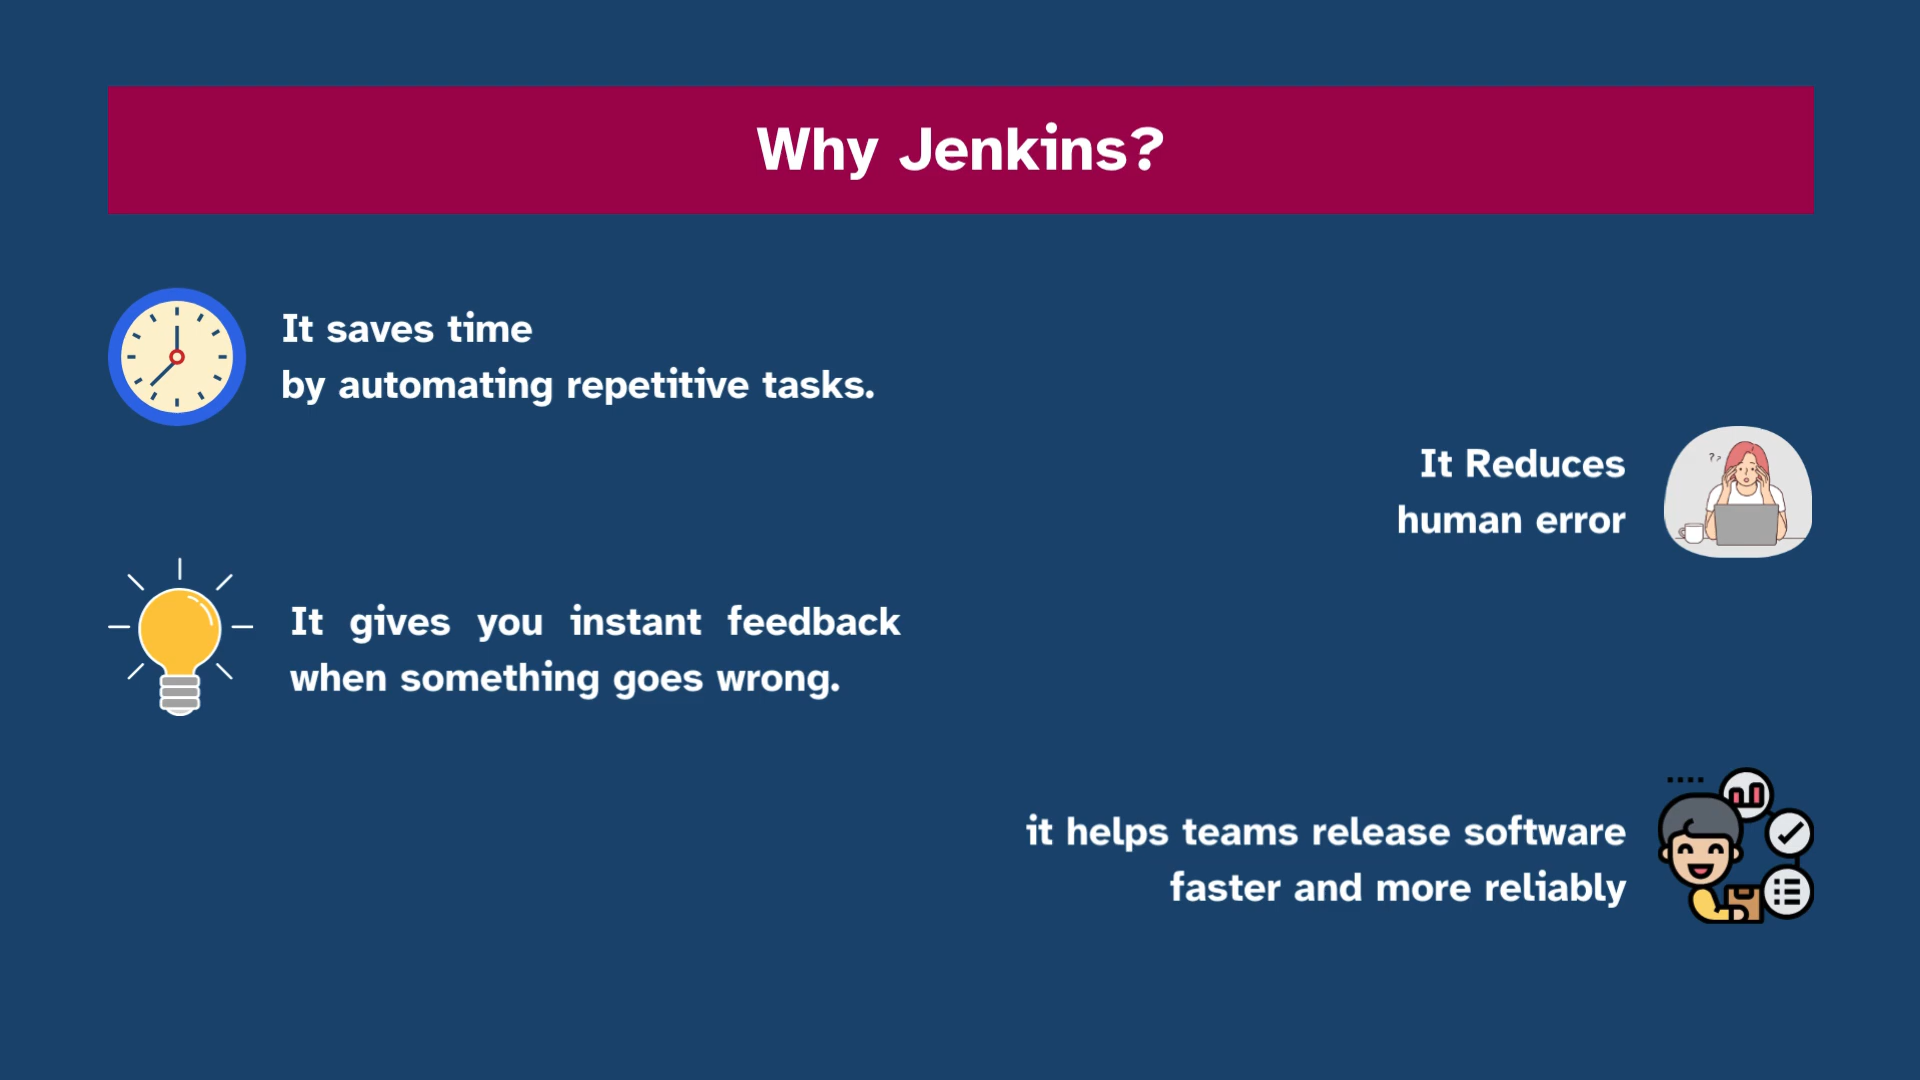 Why Jenkins?
It saves time
by automating repetitive tasks.
It Reduces
human error
It gives you instant feedback
when something goes wrong.
it helps teams release software
faster and more reliably